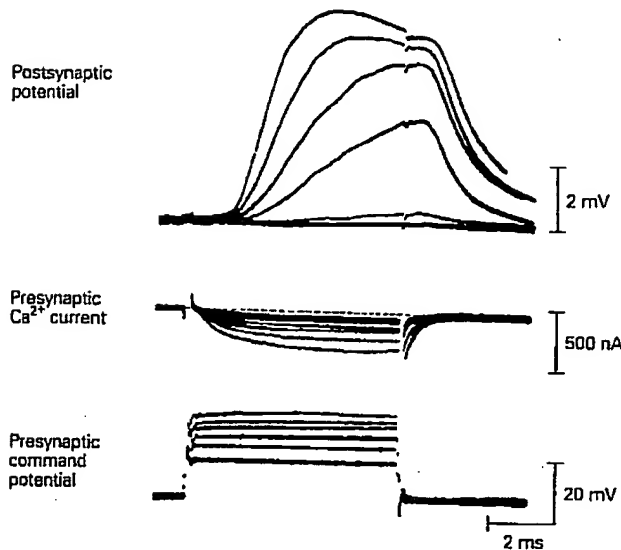 Postsynaptic
potential
2 mV
Presynaptic
Ca²⁺ current
500 nA
Presynaptic
command
potential
20 mV
2 ms